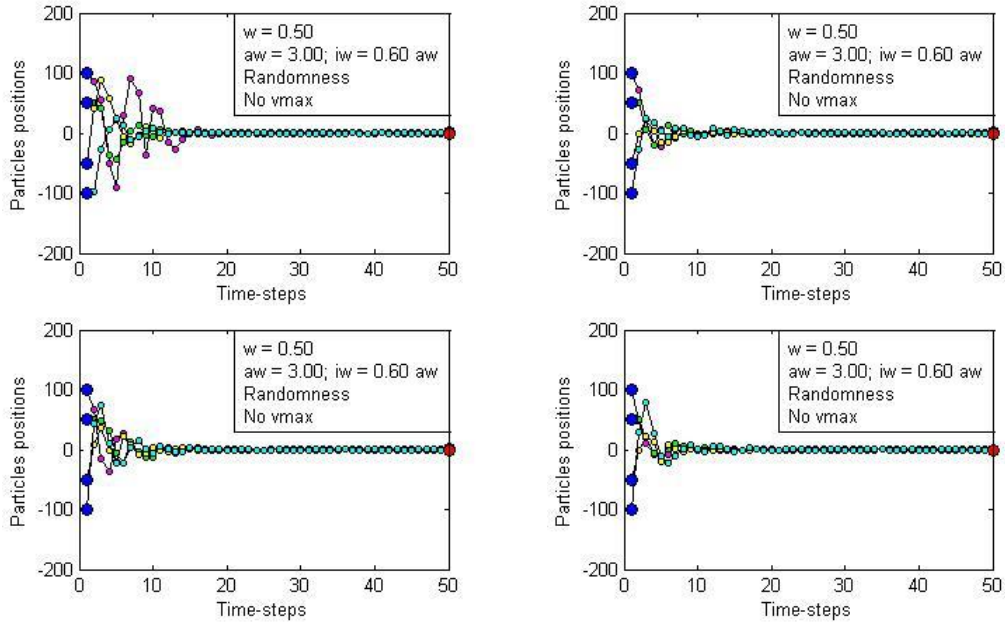 200
100
0
-100
-200
Particles positions
w = 0.50
aw = 3.00; iw = 0.60 aw
Randomness
No vmax
0 10 20 30 40 50
Time-steps
200
100
0
-100
-200
Particles positions
w = 0.50
aw = 3.00; iw = 0.60 aw
Randomness
No vmax
0 10 20 30 40 50
Time-steps
200
100
0
-100
-200
Particles positions
w = 0.50
aw = 3.00; iw = 0.60 aw
Randomness
No vmax
0 10 20 30 40 50
Time-steps
200
100
0
-100
-200
Particles positions
w = 0.50
aw = 3.00; iw = 0.60 aw
Randomness
No vmax
0 10 20 30 40 50
Time-steps